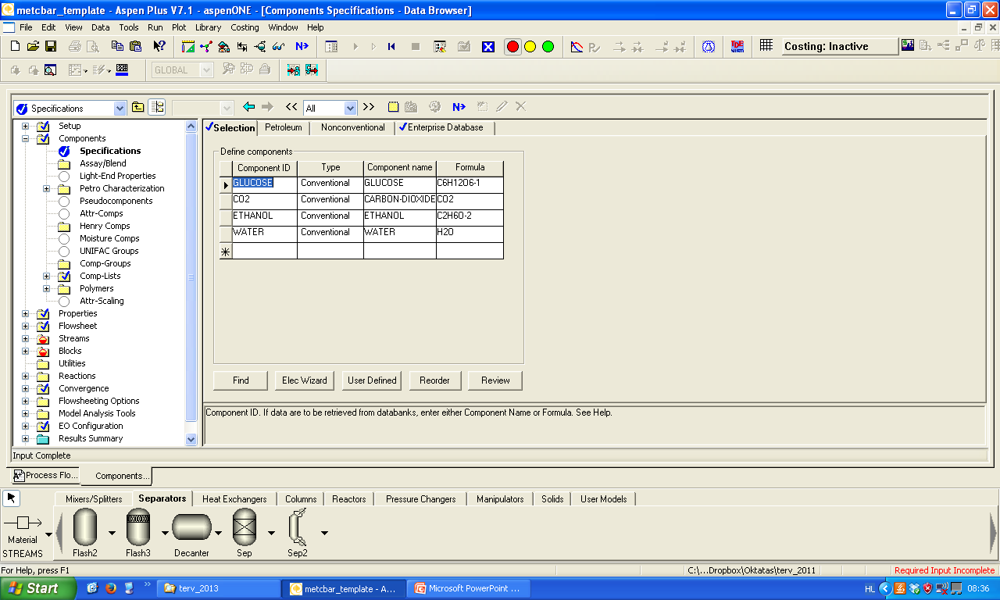 metcbar_template - Aspen Plus V7.1 - aspenONE - [Components Specifications - Data Browser]
File Edit View Data Tools Run Plot Library Costing Window Help
N> Costing: Inactive
GLOBAL
Specifications << All >> N>
Setup
Components
Specifications
Assay/Blend
Light-End Properties
Petro Characterization
Pseudocomponents
Attr-Comps
Henry Comps
Moisture Comps
UNIFAC Groups
Comp-Groups
Comp-Lists
Polymers
Attr-Scaling
Properties
Flowsheet
Streams
Blocks
Utilities
Reactions
Convergence
Flowsheeting Options
Model Analysis Tools
EO Configuration
Results Summary
Selection Petroleum Nonconventional Enterprise Database
Define components
Component ID Type Component name Formula
GLUCOSE Conventional GLUCOSE C6H12O6-1
CO2 Conventional CARBON-DIOXIDE CO2
ETHANOL Conventional ETHANOL C2H6O-2
WATER Conventional WATER H2O
Find Elec Wizard User Defined Reorder Review
Component ID. If data are to be retrieved from databanks, enter either Component Name or Formula. See Help.
Input Complete
Process Flo... Components...
Mixers/Splitters Separators Heat Exchangers Columns Reactors Pressure Changers Manipulators Solids User Models
Material
STREAMS Flash2 Flash3 Decanter Sep Sep2
For Help, press F1 C:\...Dropbox\Oktatas\terv_2011 Required Input Incomplete
Start » terv_2013 metcbar_template - A... Microsoft PowerPoint ... HL 08:36